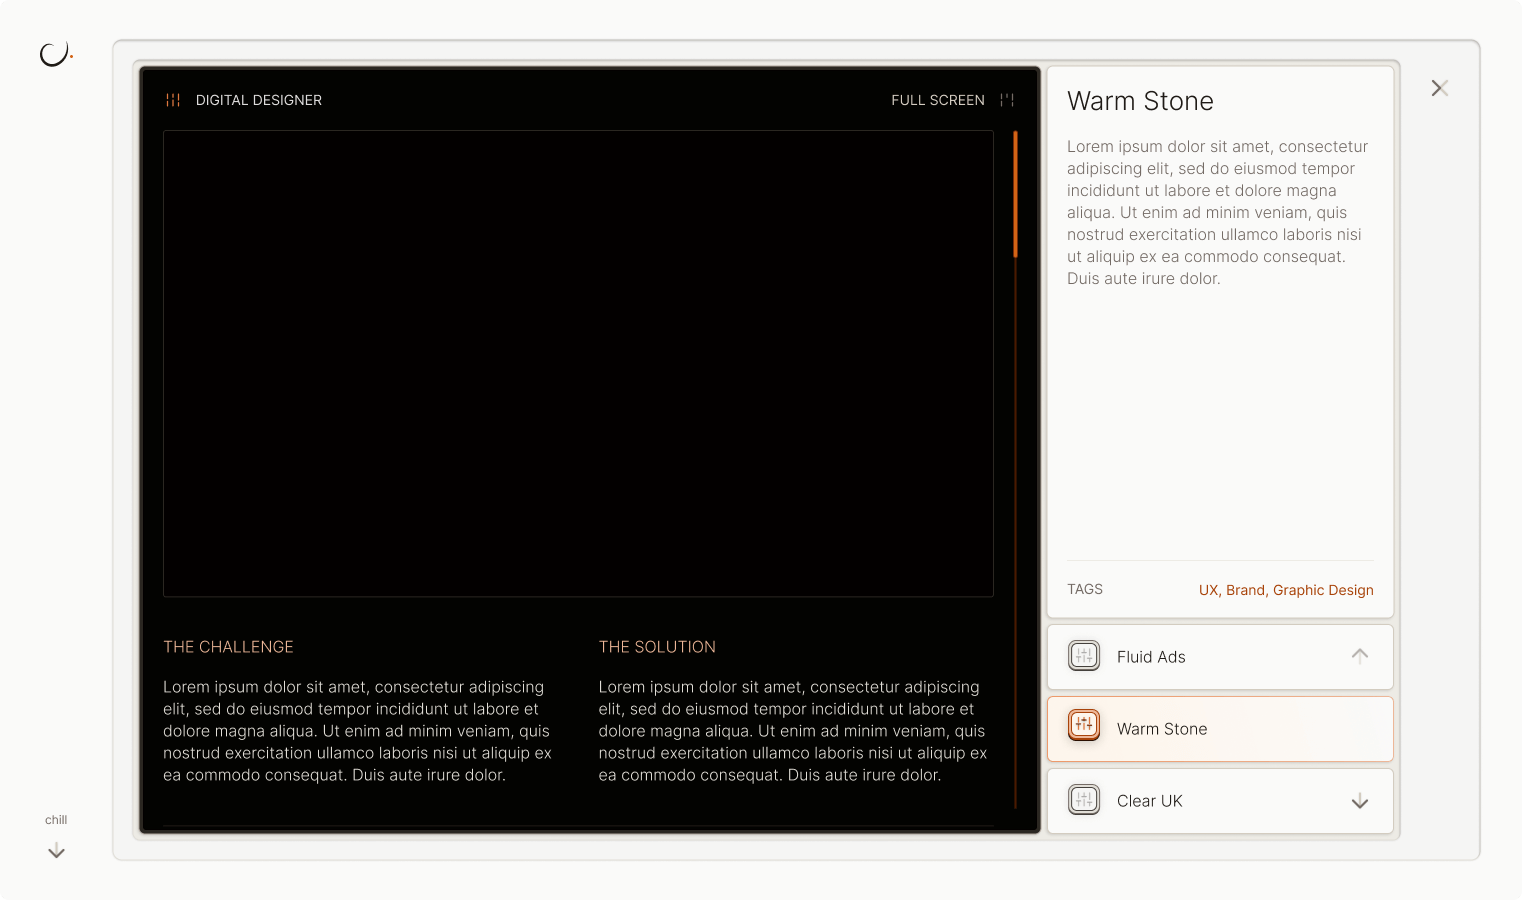 DIGITAL DESIGNER
FULL SCREEN
THE CHALLENGE
Lorem ipsum dolor sit amet, consectetur adipiscing
elit, sed do eiusmod tempor incididunt ut labore et
dolore magna aliqua. Ut enim ad minim veniam, quis
nostrud exercitation ullamco laboris nisi ut aliquip ex
ea commodo consequat. Duis aute irure dolor.
THE SOLUTION
Lorem ipsum dolor sit amet, consectetur adipiscing
elit, sed do eiusmod tempor incididunt ut labore et
dolore magna aliqua. Ut enim ad minim veniam, quis
nostrud exercitation ullamco laboris nisi ut aliquip ex
ea commodo consequat. Duis aute irure dolor.
Warm Stone
Lorem ipsum dolor sit amet, consectetur
adipiscing elit, sed do eiusmod tempor
incididunt ut labore et dolore magna
aliqua. Ut enim ad minim veniam, quis
nostrud exercitation ullamco laboris nisi
ut aliquip ex ea commodo consequat.
Duis aute irure dolor.
TAGS
UX, Brand, Graphic Design
Fluid Ads
Warm Stone
Clear UK
chill